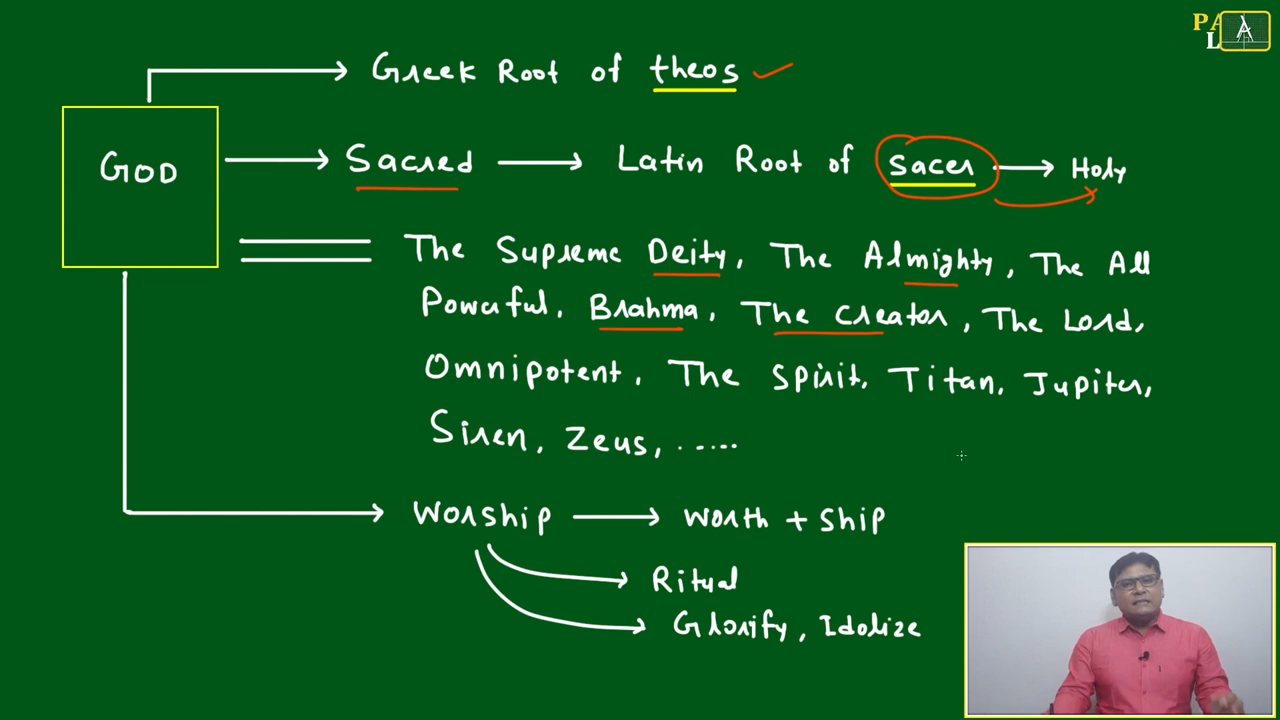 PA
L A
Greek Root of theos
GOD
Sacred Latin Root of sacer Holy
The Supreme Deity, The Almighty, The All
Powerful, Brahma, The creator, The Lord,
Omnipotent, The Spirit, Titan, Jupiter,
Siren, Zeus, .....
Worship Worth + Ship
Ritual
Glorify, Idolize